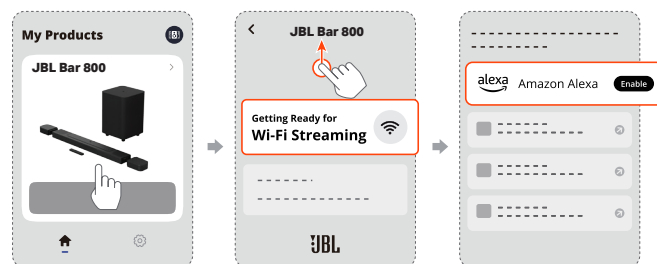 My Products
JBL Bar 800
JBL Bar 800
Getting Ready for
Wi-Fi Streaming
JBL
alexa
Amazon Alexa
Enable